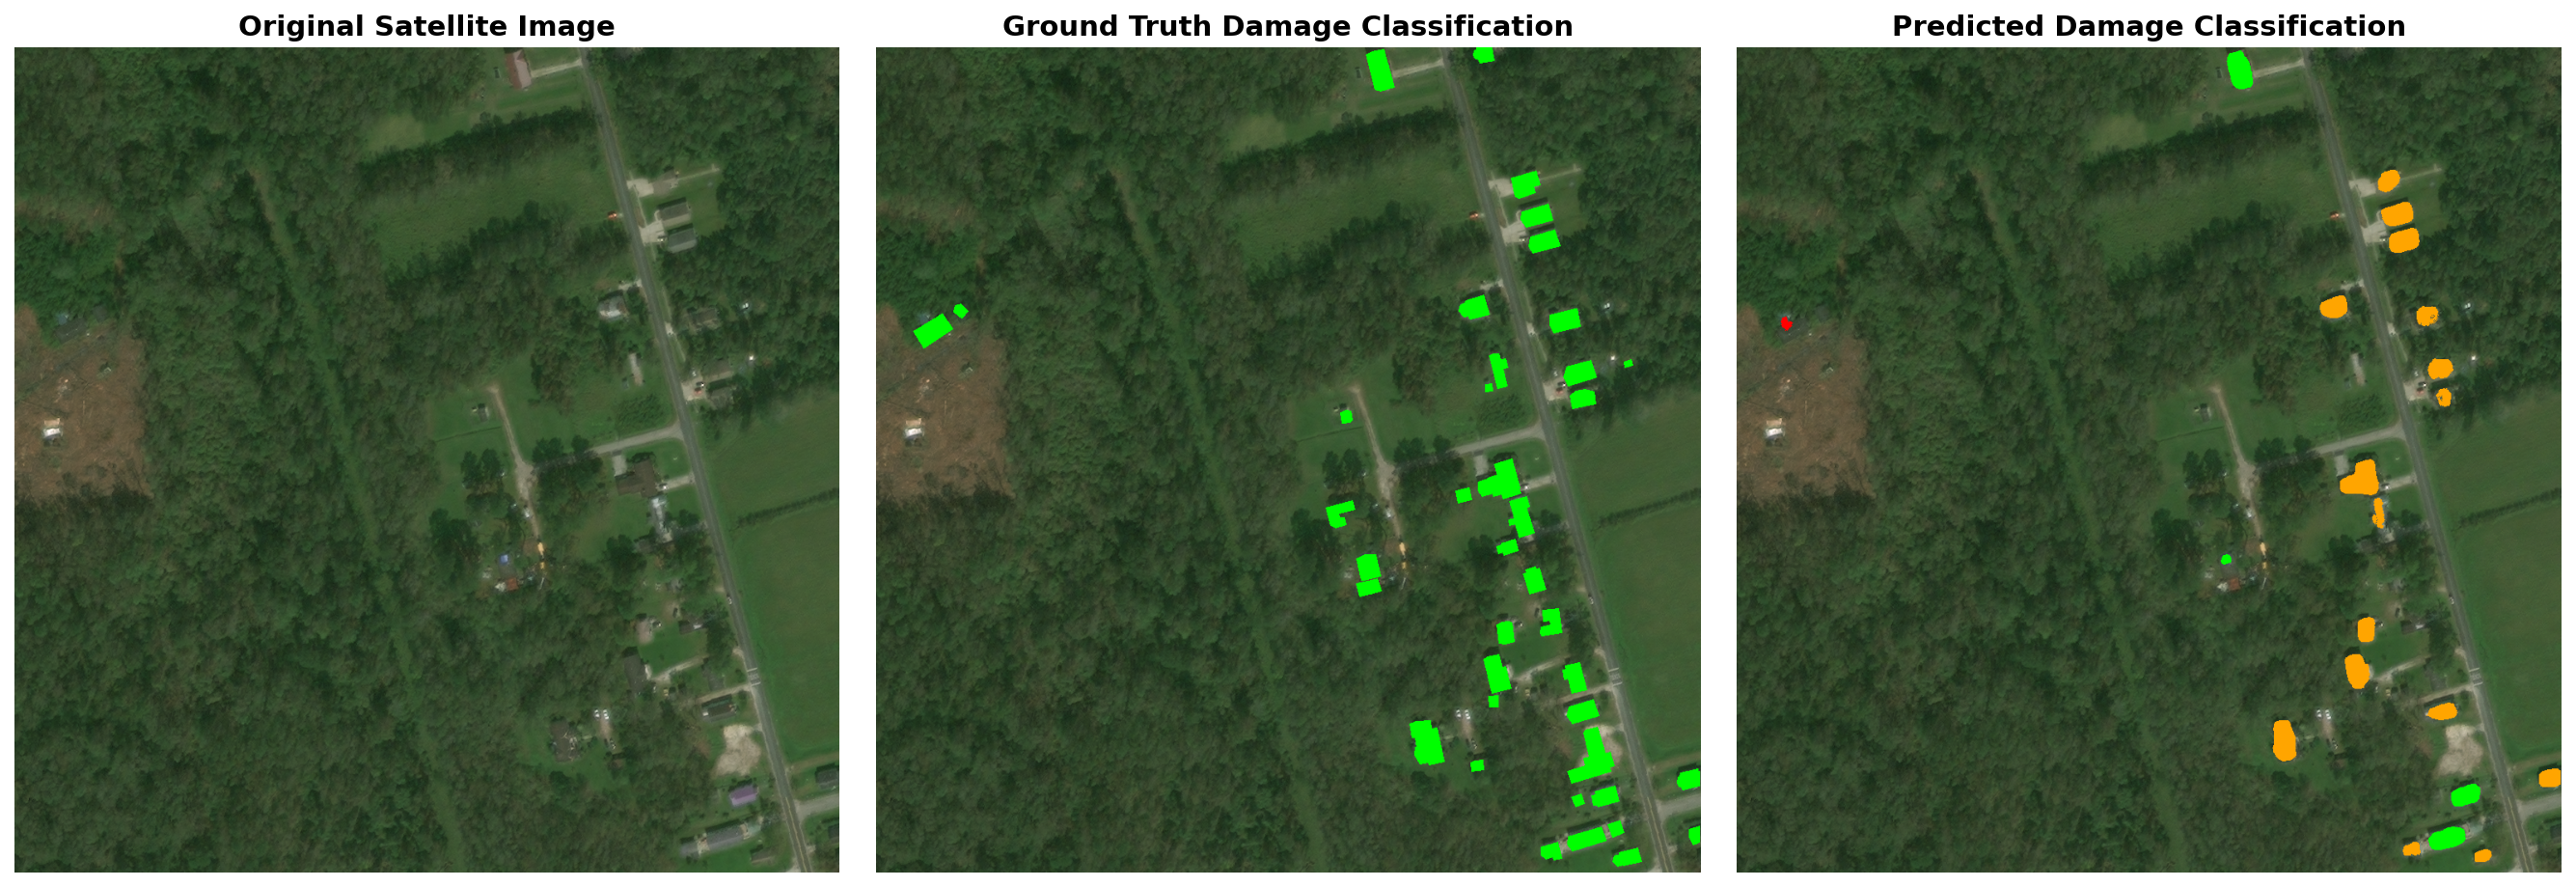 Original Satellite Image
Ground Truth Damage Classification
Predicted Damage Classification